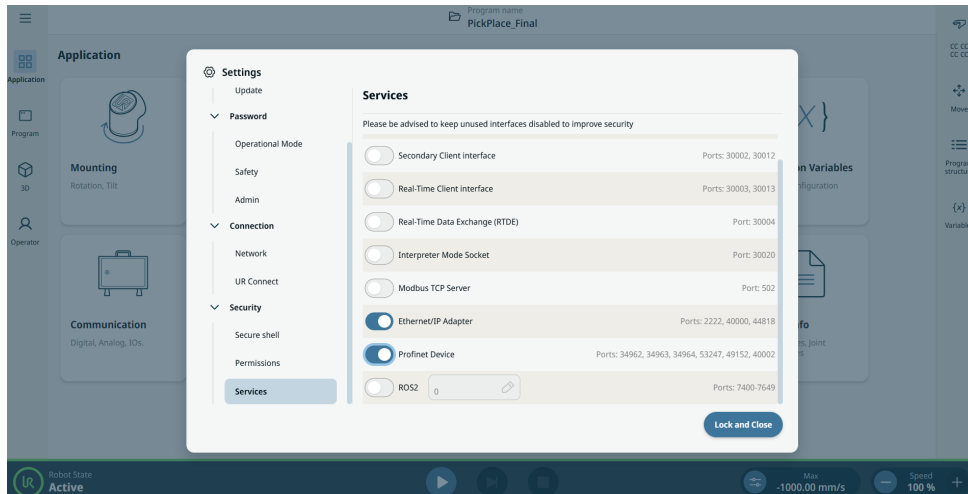 Program name
PickPlace_Final
Application
Application
Program
3D
Operator
Mounting
Rotation, Tilt
Communication
Digital, Analog, IOs.
Settings
Update
Password
Operational Mode
Safety
Admin
Connection
Network
UR Connect
Security
Secure shell
Permissions
Services
Services
Please be advised to keep unused interfaces disabled to improve security
Secondary Client interface
Ports: 30002, 30012
Real-Time Client interface
Ports: 30003, 30013
Real-Time Data Exchange (RTDE)
Port: 30004
Interpreter Mode Socket
Port: 30020
Modbus TCP Server
Port: 502
Ethernet/IP Adapter
Ports: 2222, 40000, 44818
Profinet Device
Ports: 34962, 34963, 34964, 53247, 49152, 40002
ROS2
0
Ports: 7400-7649
Lock and Close
Variables
CC CC
CC CC
Move
{x}
Robot State
Active
Max
-1000.00 mm/s
Speed
100 %